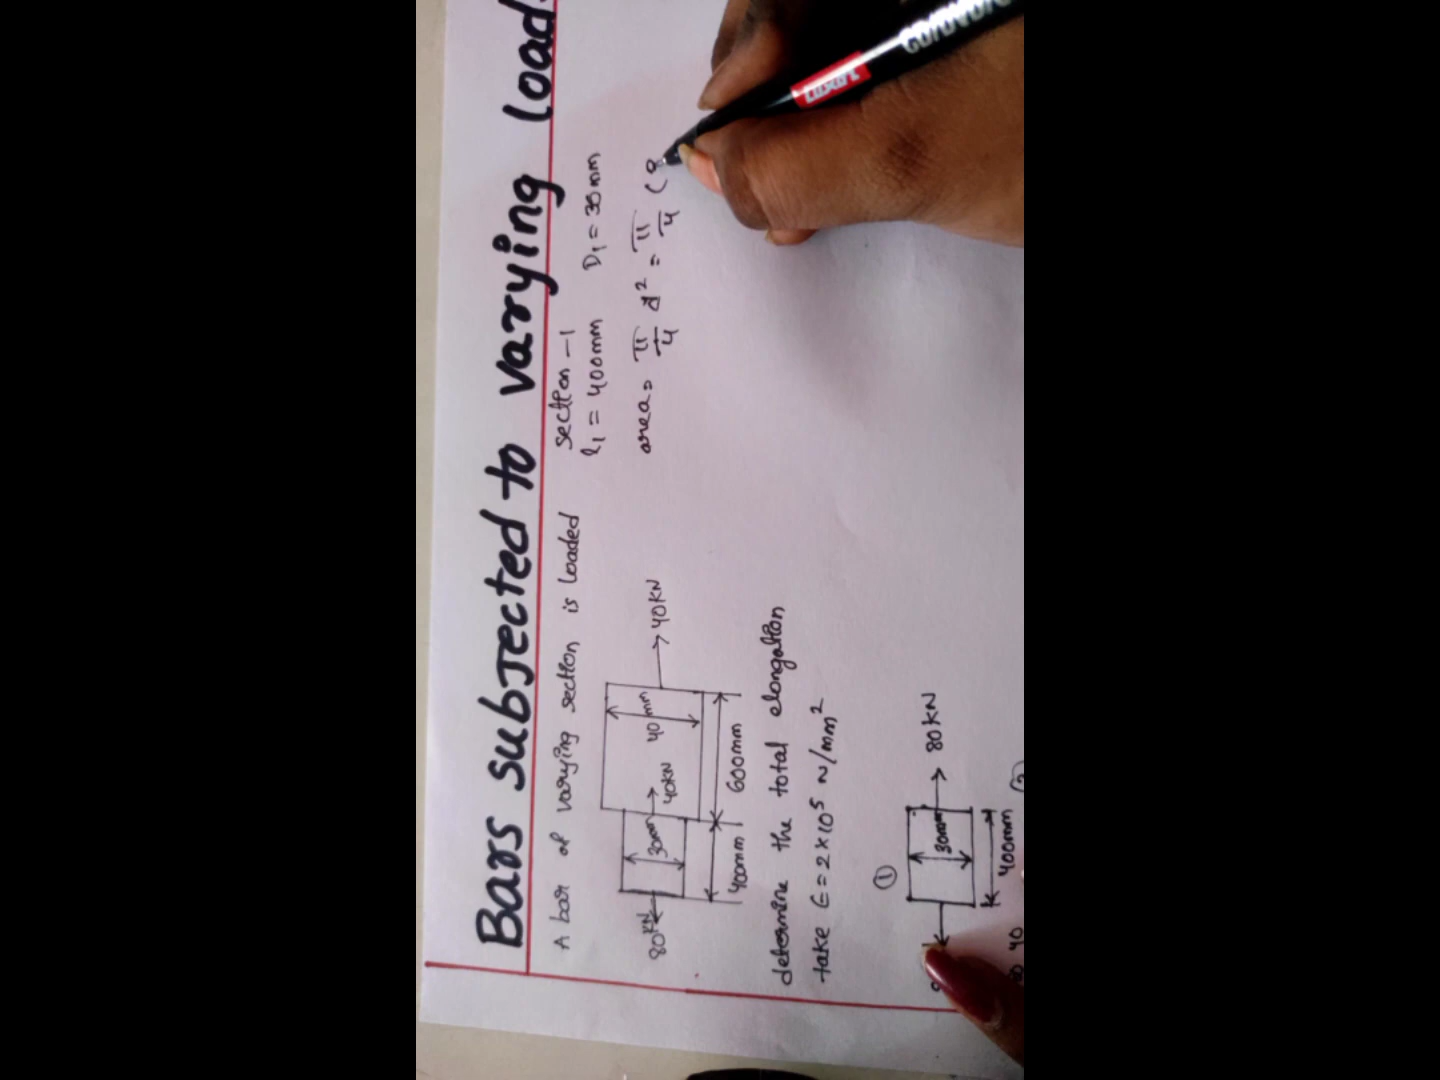 Bars subjected to varying load
A bar of varying section is loaded
80KN
30mm
40KN
40mm
40KN
400mm
600mm
determine the total elongation
take E = 2×10⁵ N/mm²
①
30mm
80KN
400mm
40
section-1
l₁ = 400mm D₁ = 30mm
area = π/4 d² = π/4 (
LUXOR